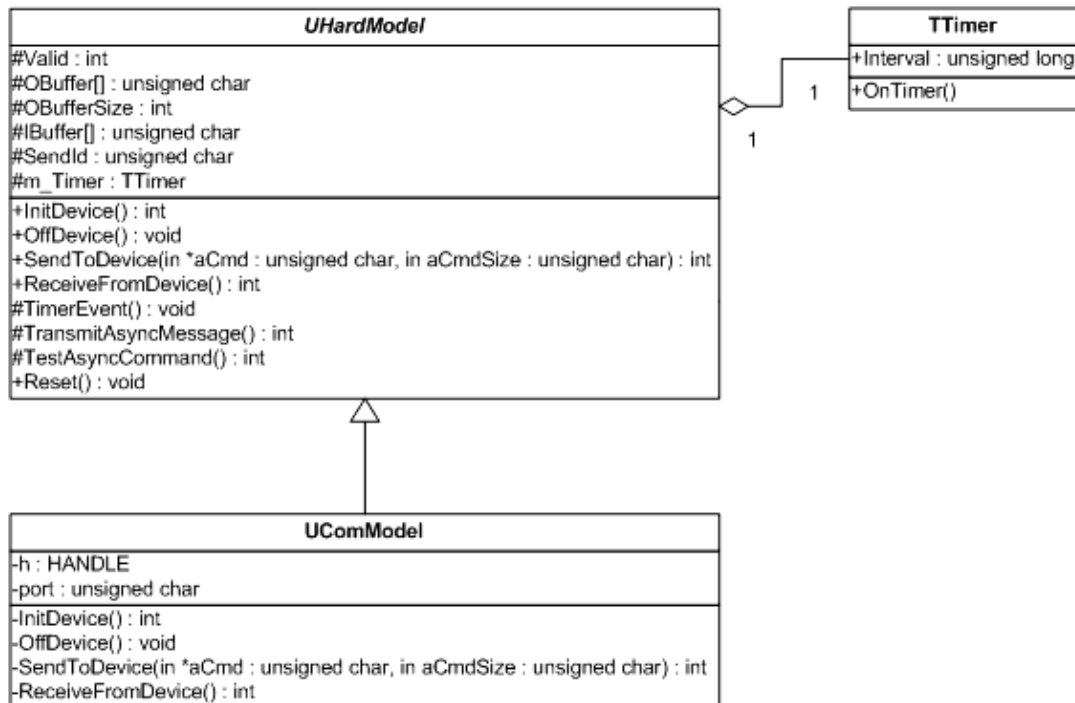 UHardModel
#Valid : int
#OBuffer[] : unsigned char
#OBufferSize : int
#IBuffer[] : unsigned char
#SendId : unsigned char
#m_Timer : TTimer
+InitDevice() : int
+OffDevice() : void
+SendToDevice(in *aCmd : unsigned char, in aCmdSize : unsigned char) : int
+ReceiveFromDevice() : int
#TimerEvent() : void
#TransmitAsyncMessage() : int
#TestAsyncCommand() : int
+Reset() : void
1
1
TTimer
+Interval : unsigned long
+OnTimer()
UComModel
-h : HANDLE
-port : unsigned char
-InitDevice() : int
-OffDevice() : void
-SendToDevice(in *aCmd : unsigned char, in aCmdSize : unsigned char) : int
-ReceiveFromDevice() : int